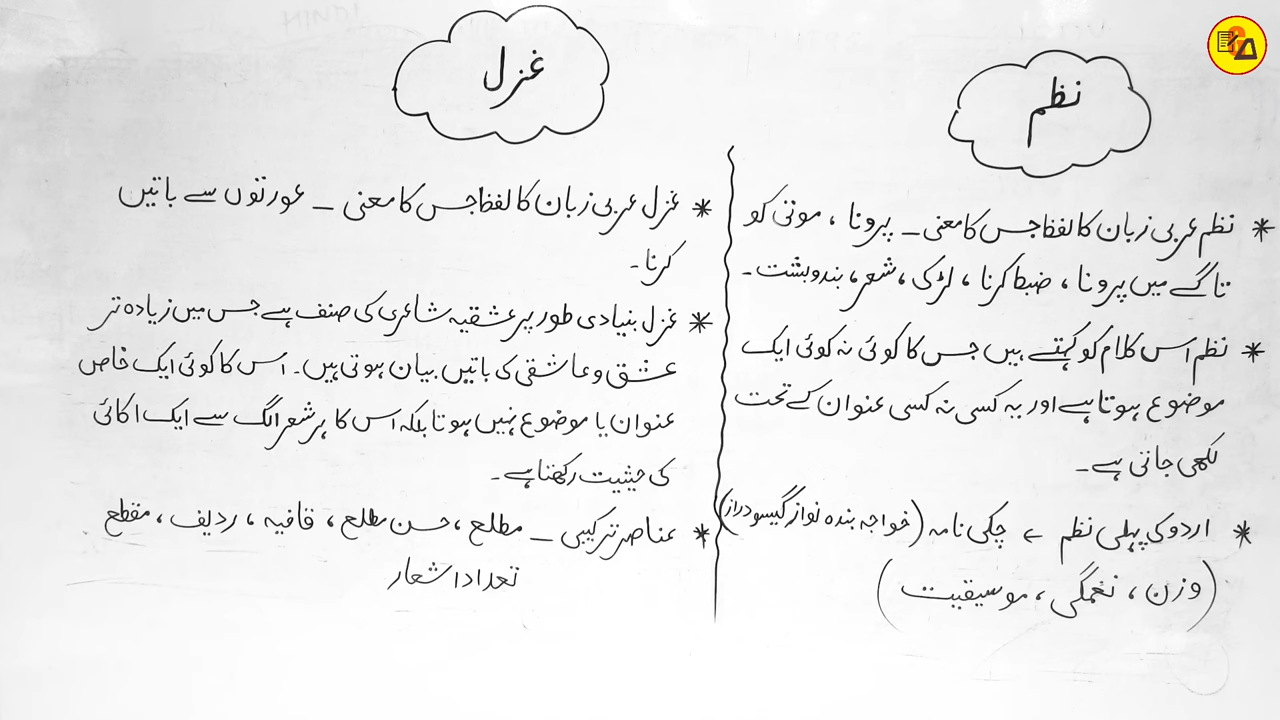 نظم
* نظم عربی زبان کا لفظ جس کا معنی _ پرونا ، موتی کو
تاگے میں پرونا ، ضبط کرنا ، لڑی ، شعر ، بندوبشت ۔
* نظم اس کلام کو کہتے ہیں جس کا کوئی نہ کوئی ایک
موضوع ہوتا ہے اور یہ کسی نہ کسی عنوان کے تحت
لکھی جاتی ہے ۔
* اردو کی پہلی نظم ← چکی نامہ (خواجہ بندہ نواز گیسو دراز)
(وزن ، نغمگی ، موسیقیت)
غزل
* غزل عربی زبان کا لفظ جس کا معنی _ عورتوں سے باتیں
کرنا ۔
* غزل بنیادی طور پر عشقیہ شاعری کی صنف ہے جس میں زیادہ تر
عشق و عاشقی کی باتیں بیان ہوتی ہیں ۔ اس کا کوئی ایک خاص
عنوان یا موضوع نہیں ہوتا بلکہ اس کا ہر شعر الگ سے ایک اکائی
کی حیثیت رکھتا ہے ۔
* عناصر ترکیبی _ مطلع ، حسن مطلع ، قافیہ ، ردیف ، مقطع
تعداد اشعار